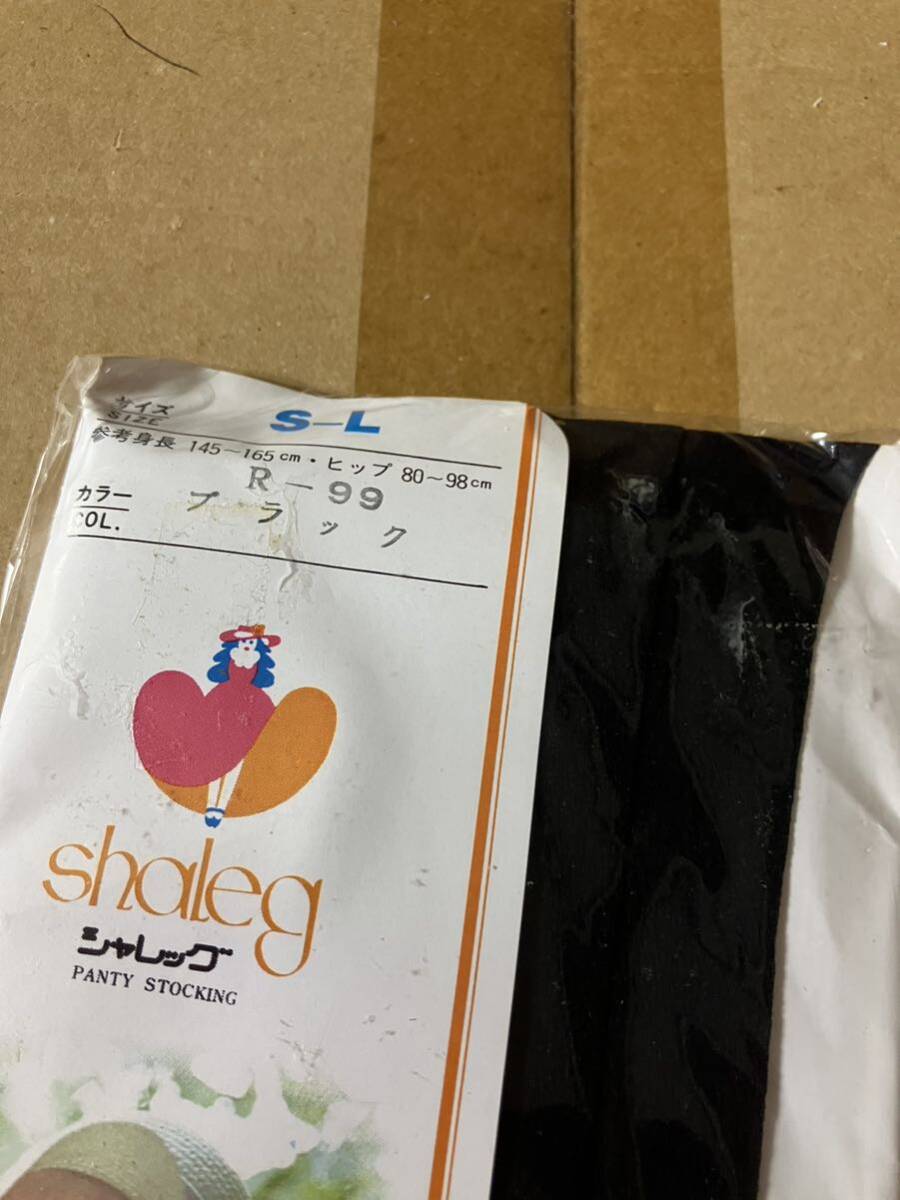 サイズ
SIZE
S–L
参考身長 145〜165cm・ヒップ 80〜98cm
カラー
COL.
R－99
ブラック
shaleg
シャレッグ
PANTY STOCKING